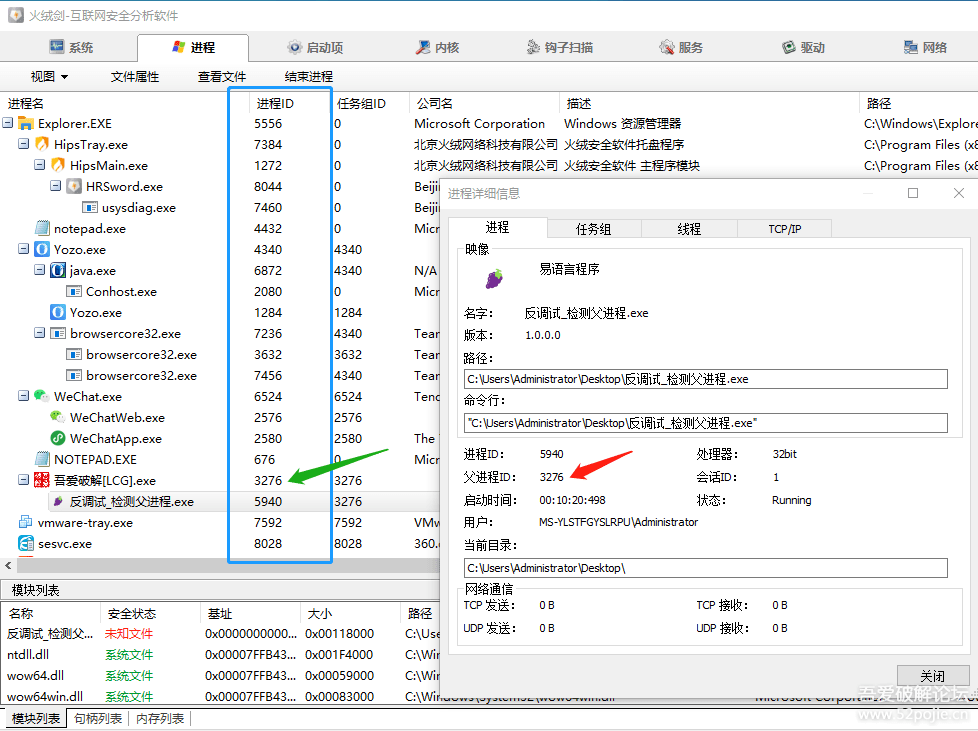 火绒剑-互联网安全分析软件
系统 进程 启动项 内核 钩子扫描 服务 驱动 网络
视图 文件属性 查看文件 结束进程
进程名 进程ID 任务组ID 公司名 描述 路径
Explorer.EXE 5556 0 Microsoft Corporation Windows 资源管理器 C:\Windows\Explore
HipsTray.exe 7384 0 北京火绒网络科技有限公司 火绒安全软件托盘程序 C:\Program Files (x8
HipsMain.exe 1272 0 北京火绒网络科技有限公司 火绒安全软件 主程序模块 C:\Program Files (x8
HRSword.exe 8044 0 Beiji
usysdiag.exe 7460 0 Beiji
notepad.exe 4432 0 Micr
Yozo.exe 4340 4340
java.exe 6872 4340 N/A
Conhost.exe 2080 0 Micr
Yozo.exe 1284 1284
browsercore32.exe 7236 4340 Tean
browsercore32.exe 3632 3632 Tean
browsercore32.exe 7456 4340 Tean
WeChat.exe 6524 6524 Tenc
WeChatWeb.exe 2576 2576
WeChatApp.exe 2580 2580 The
NOTEPAD.EXE 676 0 Micr
吾爱破解[LCG].exe 3276 3276
反调试_检测父进程.exe 5940 3276
vmware-tray.exe 7592 7592 VMw
sesvc.exe 8028 8028 360.
模块列表
名称 安全状态 基址 大小 路径
反调试_检测父... 未知文件 0x0000000000... 0x00118000 C:\Use
ntdll.dll 系统文件 0x00007FFB43... 0x001F4000 C:\Win
wow64.dll 系统文件 0x00007FFB43... 0x00059000 C:\Win
wow64win.dll 系统文件 0x00007FFB43... 0x00083000 C:\Windows\System32\wow64win.dll Microsoft Corpor
模块列表 句柄列表 内存列表
进程详细信息
进程 任务组 线程 TCP/IP
映像
易语言程序
名字: 反调试_检测父进程.exe
版本: 1.0.0.0
路径:
C:\Users\Administrator\Desktop\反调试_检测父进程.exe
命令行:
"C:\Users\Administrator\Desktop\反调试_检测父进程.exe"
进程ID: 5940 处理器: 32bit
父进程ID: 3276 会话ID: 1
启动时间: 00:10:20:498 状态: Running
用户: MS-YLSTFGYSLRPU\Administrator
当前目录:
C:\Users\Administrator\Desktop\
网络通信
TCP 发送: 0 B TCP 接收: 0 B
UDP 发送: 0 B UDP 接收: 0 B
关闭
吾爱破解论坛
www.52pojie.cn